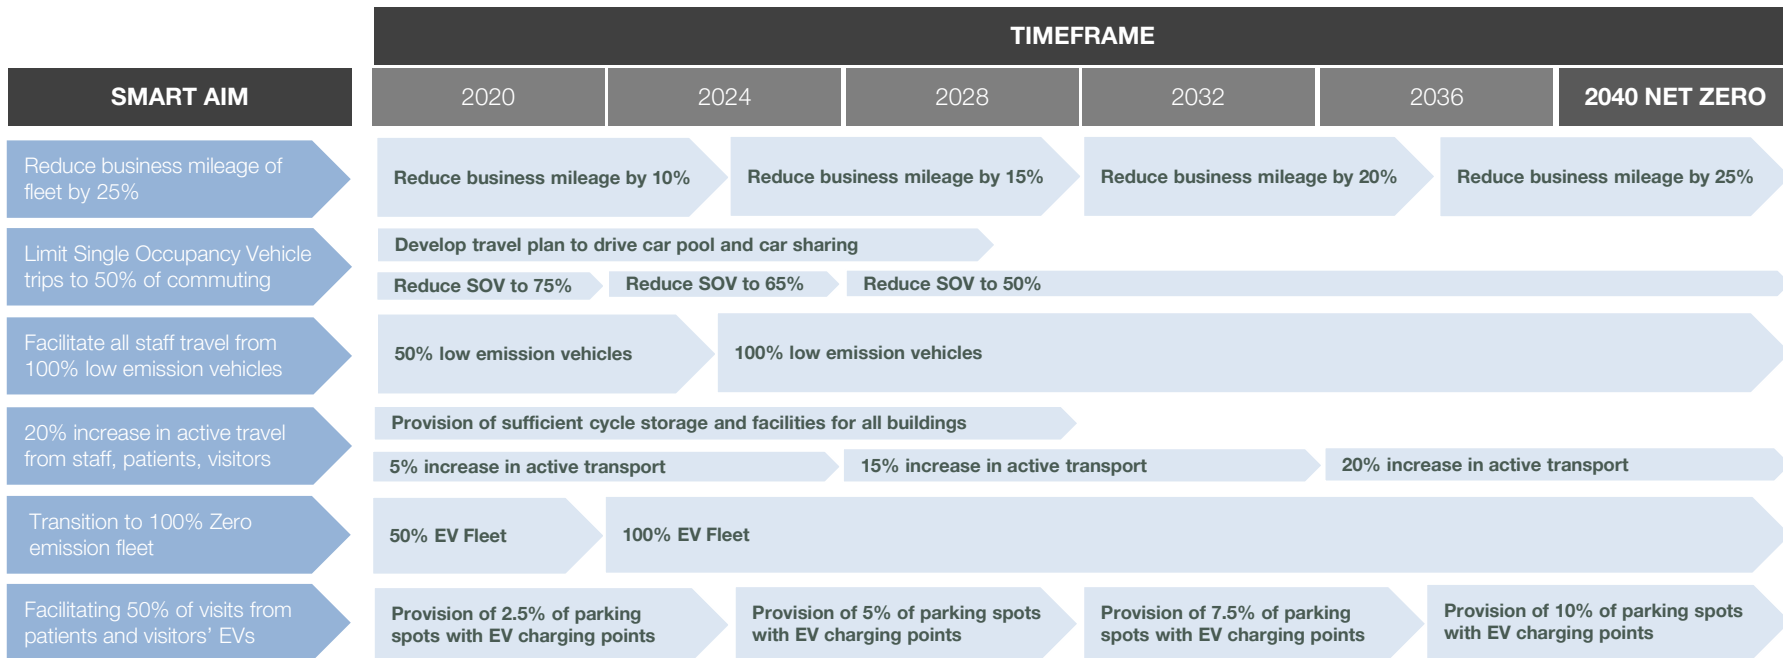 TIMEFRAME
SMART AIM
2020
2024
2028
2032
2036
2040 NET ZERO
Reduce business mileage of
fleet by 25%
Reduce business mileage by 10%
Reduce business mileage by 15%
Reduce business mileage by 20%
Reduce business mileage by 25%
Limit Single Occupancy Vehicle
trips to 50% of commuting
Develop travel plan to drive car pool and car sharing
Reduce SOV to 75%
Reduce SOV to 65%
Reduce SOV to 50%
Facilitate all staff travel from
100% low emission vehicles
50% low emission vehicles
100% low emission vehicles
20% increase in active travel
from staff, patients, visitors
Provision of sufficient cycle storage and facilities for all buildings
5% increase in active transport
15% increase in active transport
20% increase in active transport
Transition to 100% Zero
emission fleet
50% EV Fleet
100% EV Fleet
Facilitating 50% of visits from
patients and visitors’ EVs
Provision of 2.5% of parking
spots with EV charging points
Provision of 5% of parking spots
with EV charging points
Provision of 7.5% of parking
spots with EV charging points
Provision of 10% of parking spots
with EV charging points